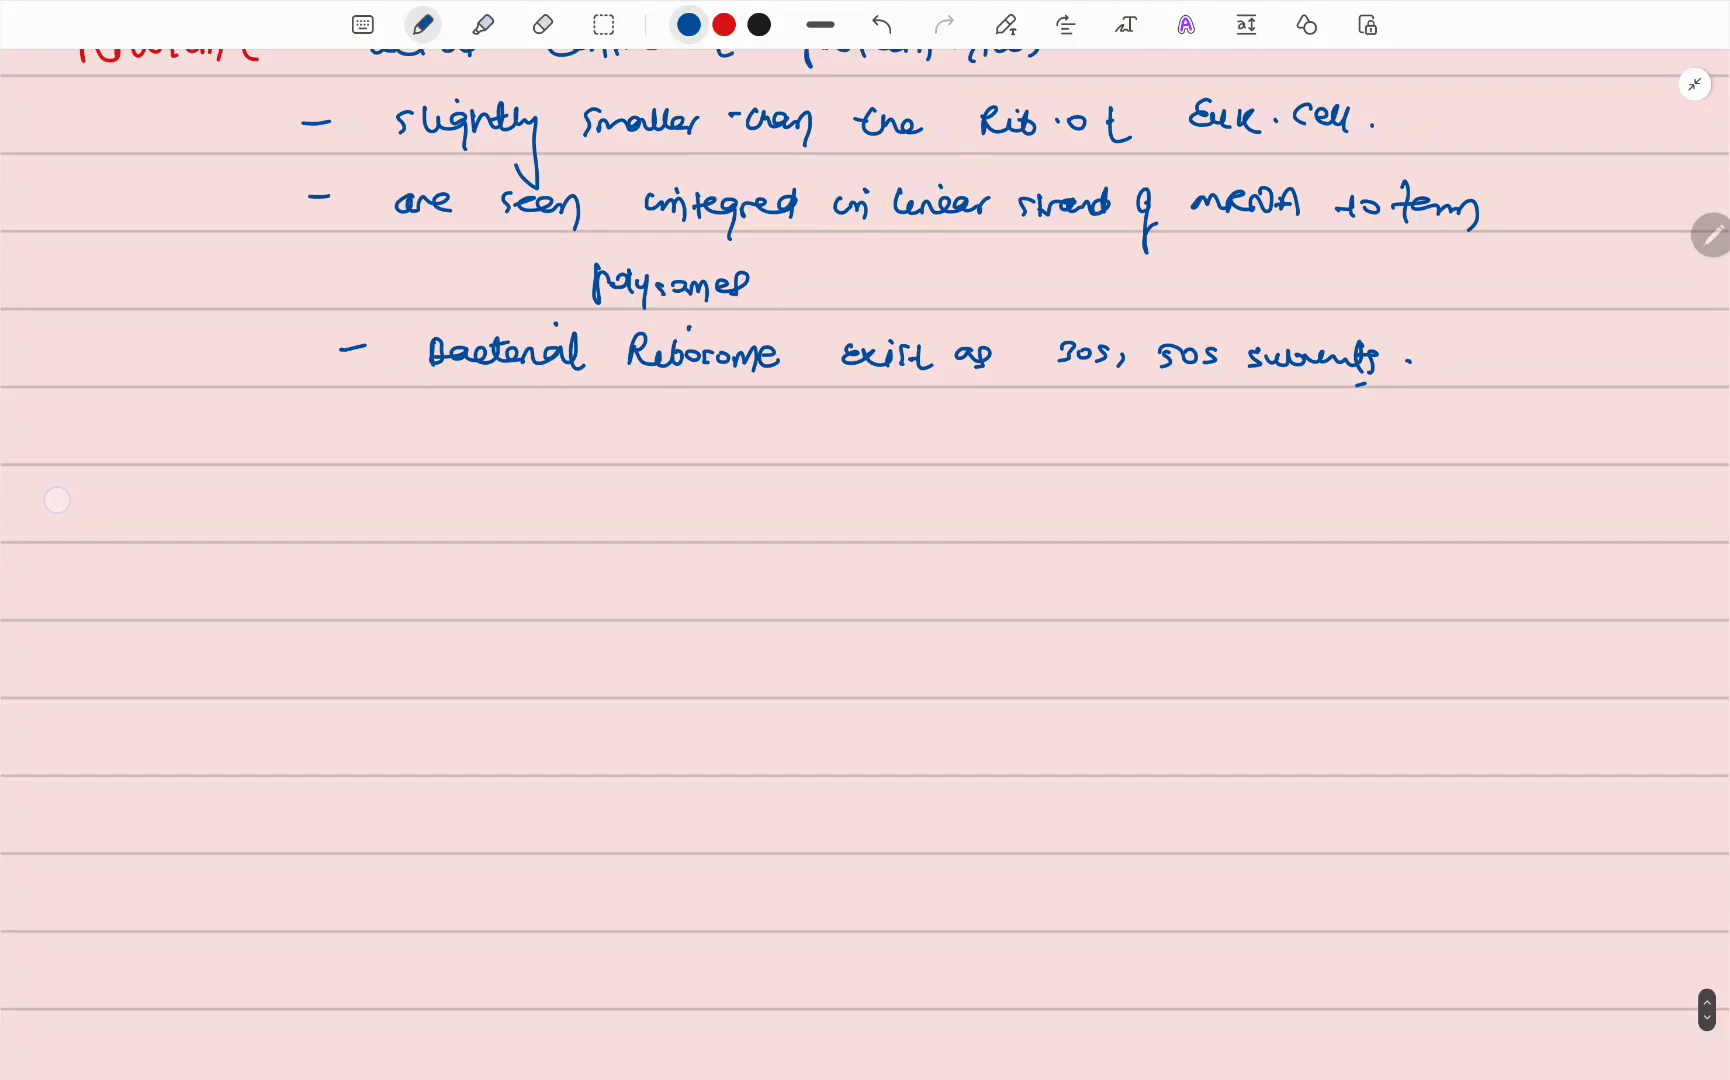 - slightly smaller than the Rib. of Euk. Cell.
- are seen integred in linear strand of mRNA to form
polysomes
- Bacterial Ribosome exist as 30s, 50s subunits.